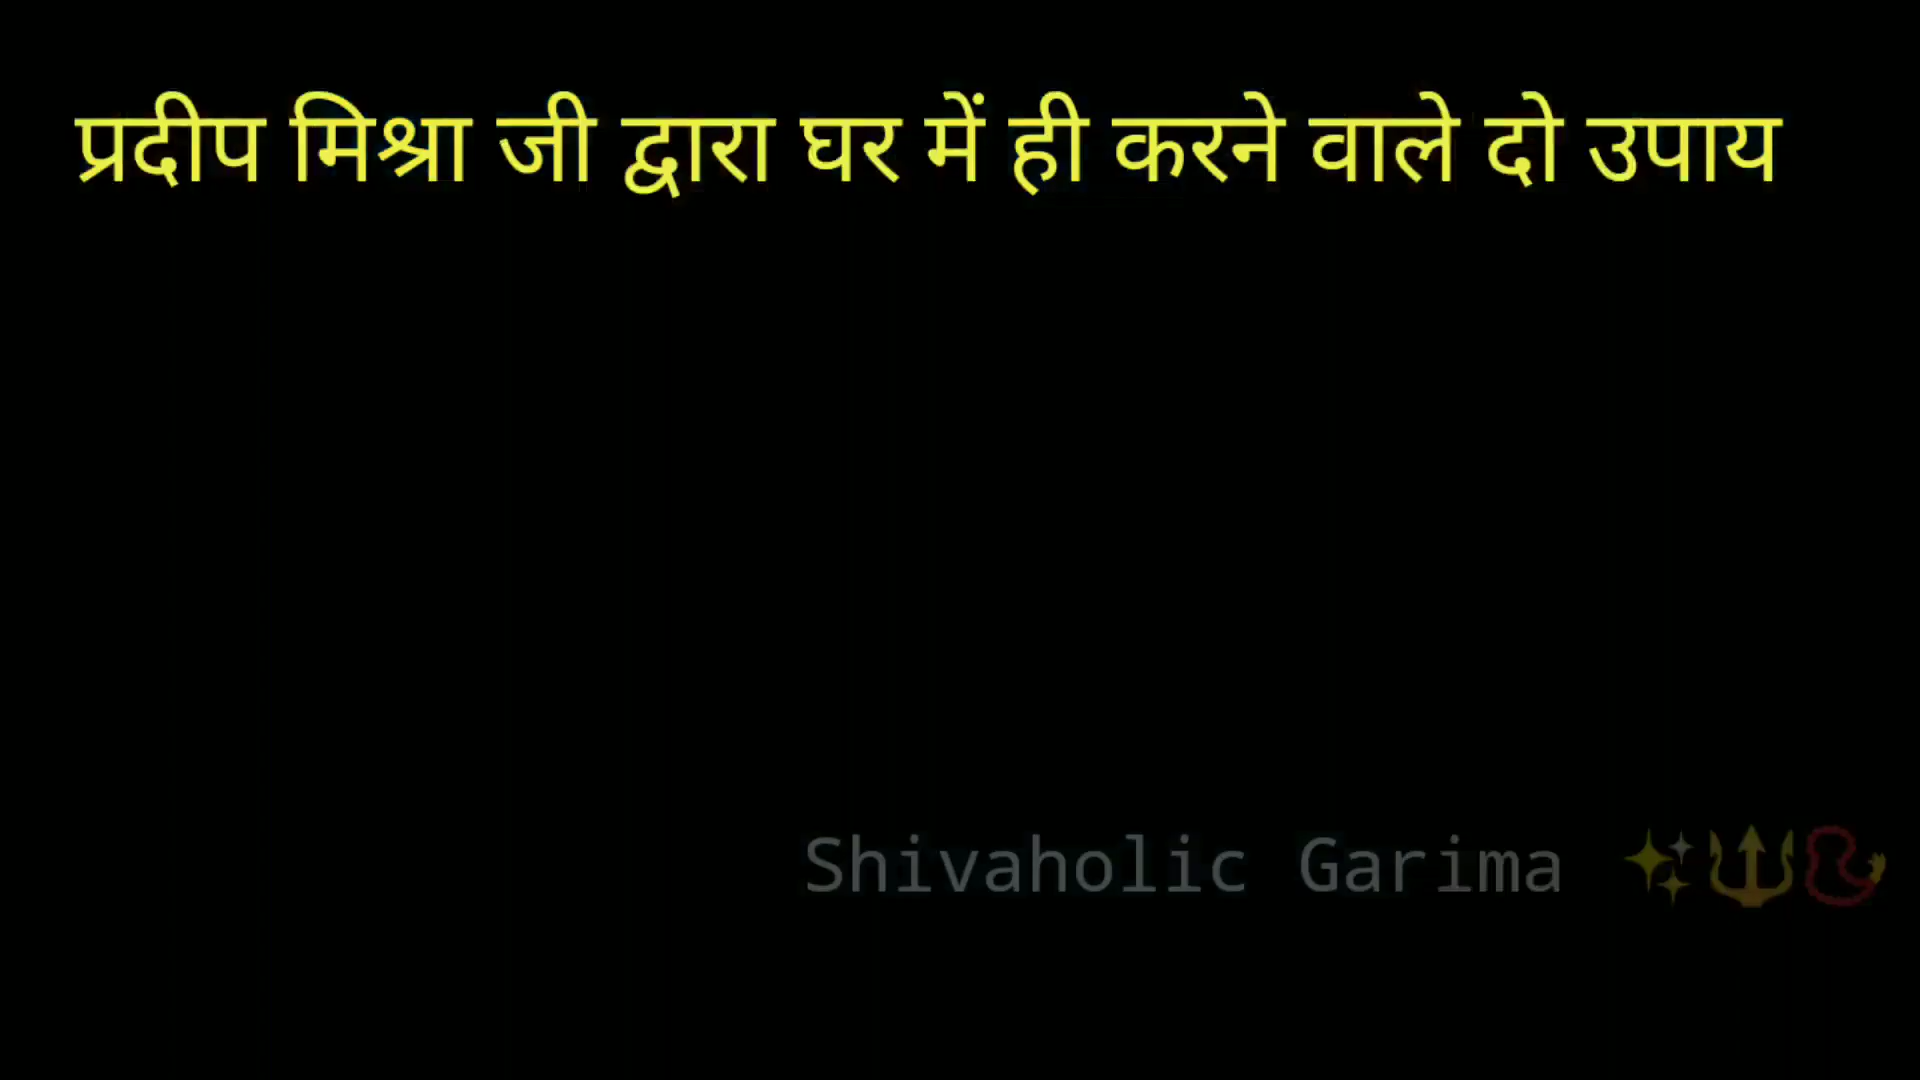 प्रदीप मिश्रा जी द्वारा घर में ही करने वाले दो उपाय
Shivaholic Garima ✨🔱📿